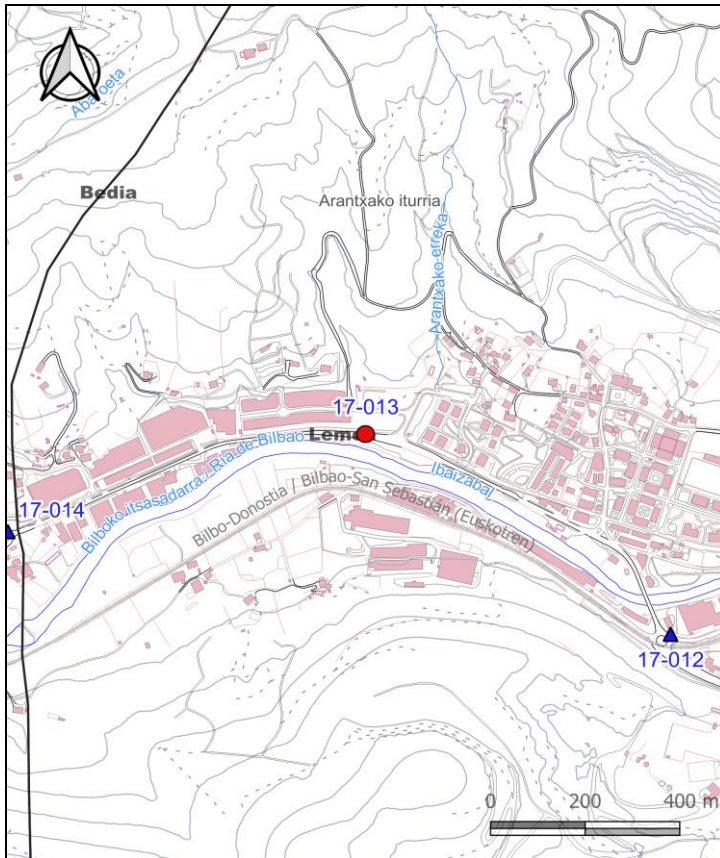 Abaroeta
Bedia
Arantxako iturria
Arantxako-erreka
17-013
Ibaizabal
Bilboko itsasadarra / Ría de Bilbao
Bilbo-Donostia | Bilbao-San Sebastián (Euskotren)
17-014
17-012
0 200 400 m